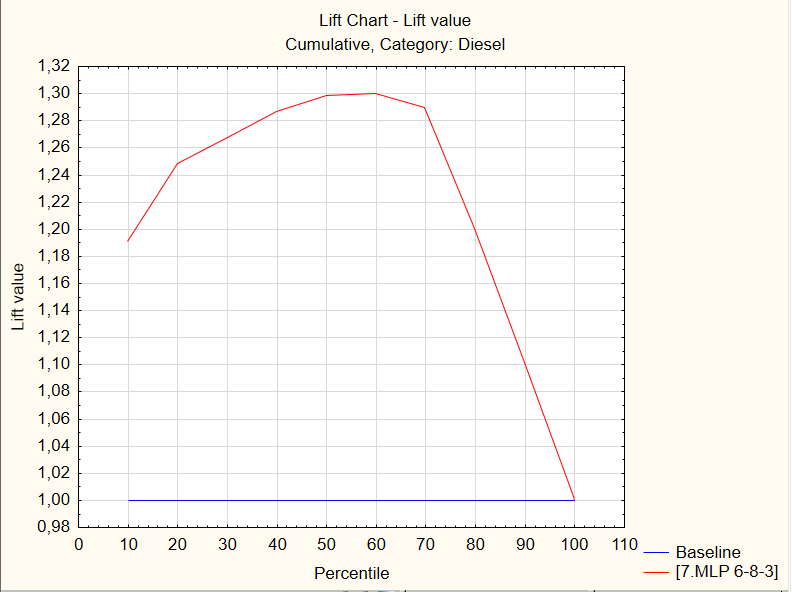 Lift Chart - Lift value
Cumulative, Category: Diesel
1,32
1,30
1,28
1,26
1,24
1,22
1,20
1,18
1,16
1,14
1,12
1,10
1,08
1,06
1,04
1,02
1,00
0,98
Lift value
0 10 20 30 40 50 60 70 80 90 100 110
Percentile
Baseline
[7.MLP 6-8-3]